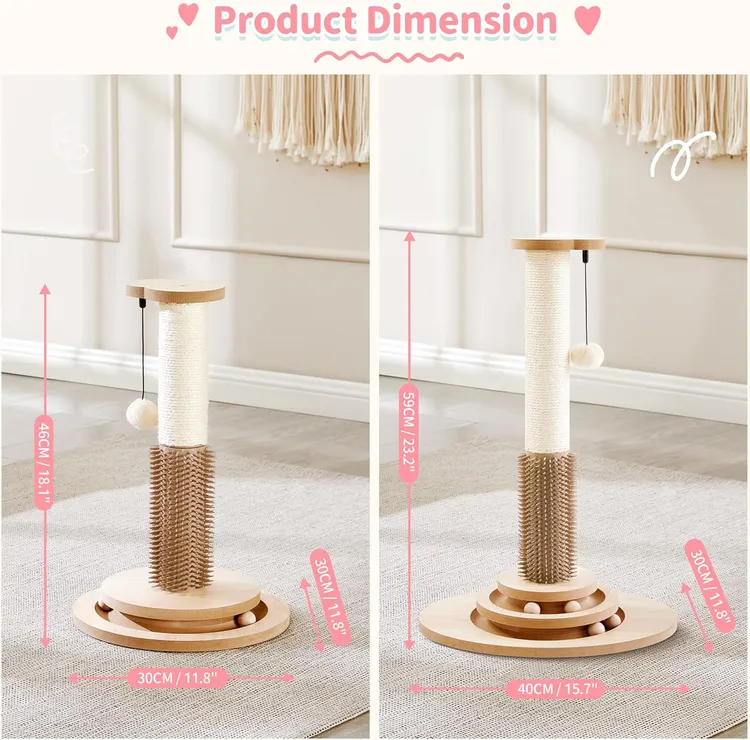 Product Dimension
46CM / 18.1"
30CM / 11.8"
30CM / 11.8"
59CM / 23.2"
30CM / 11.8"
40CM / 15.7"